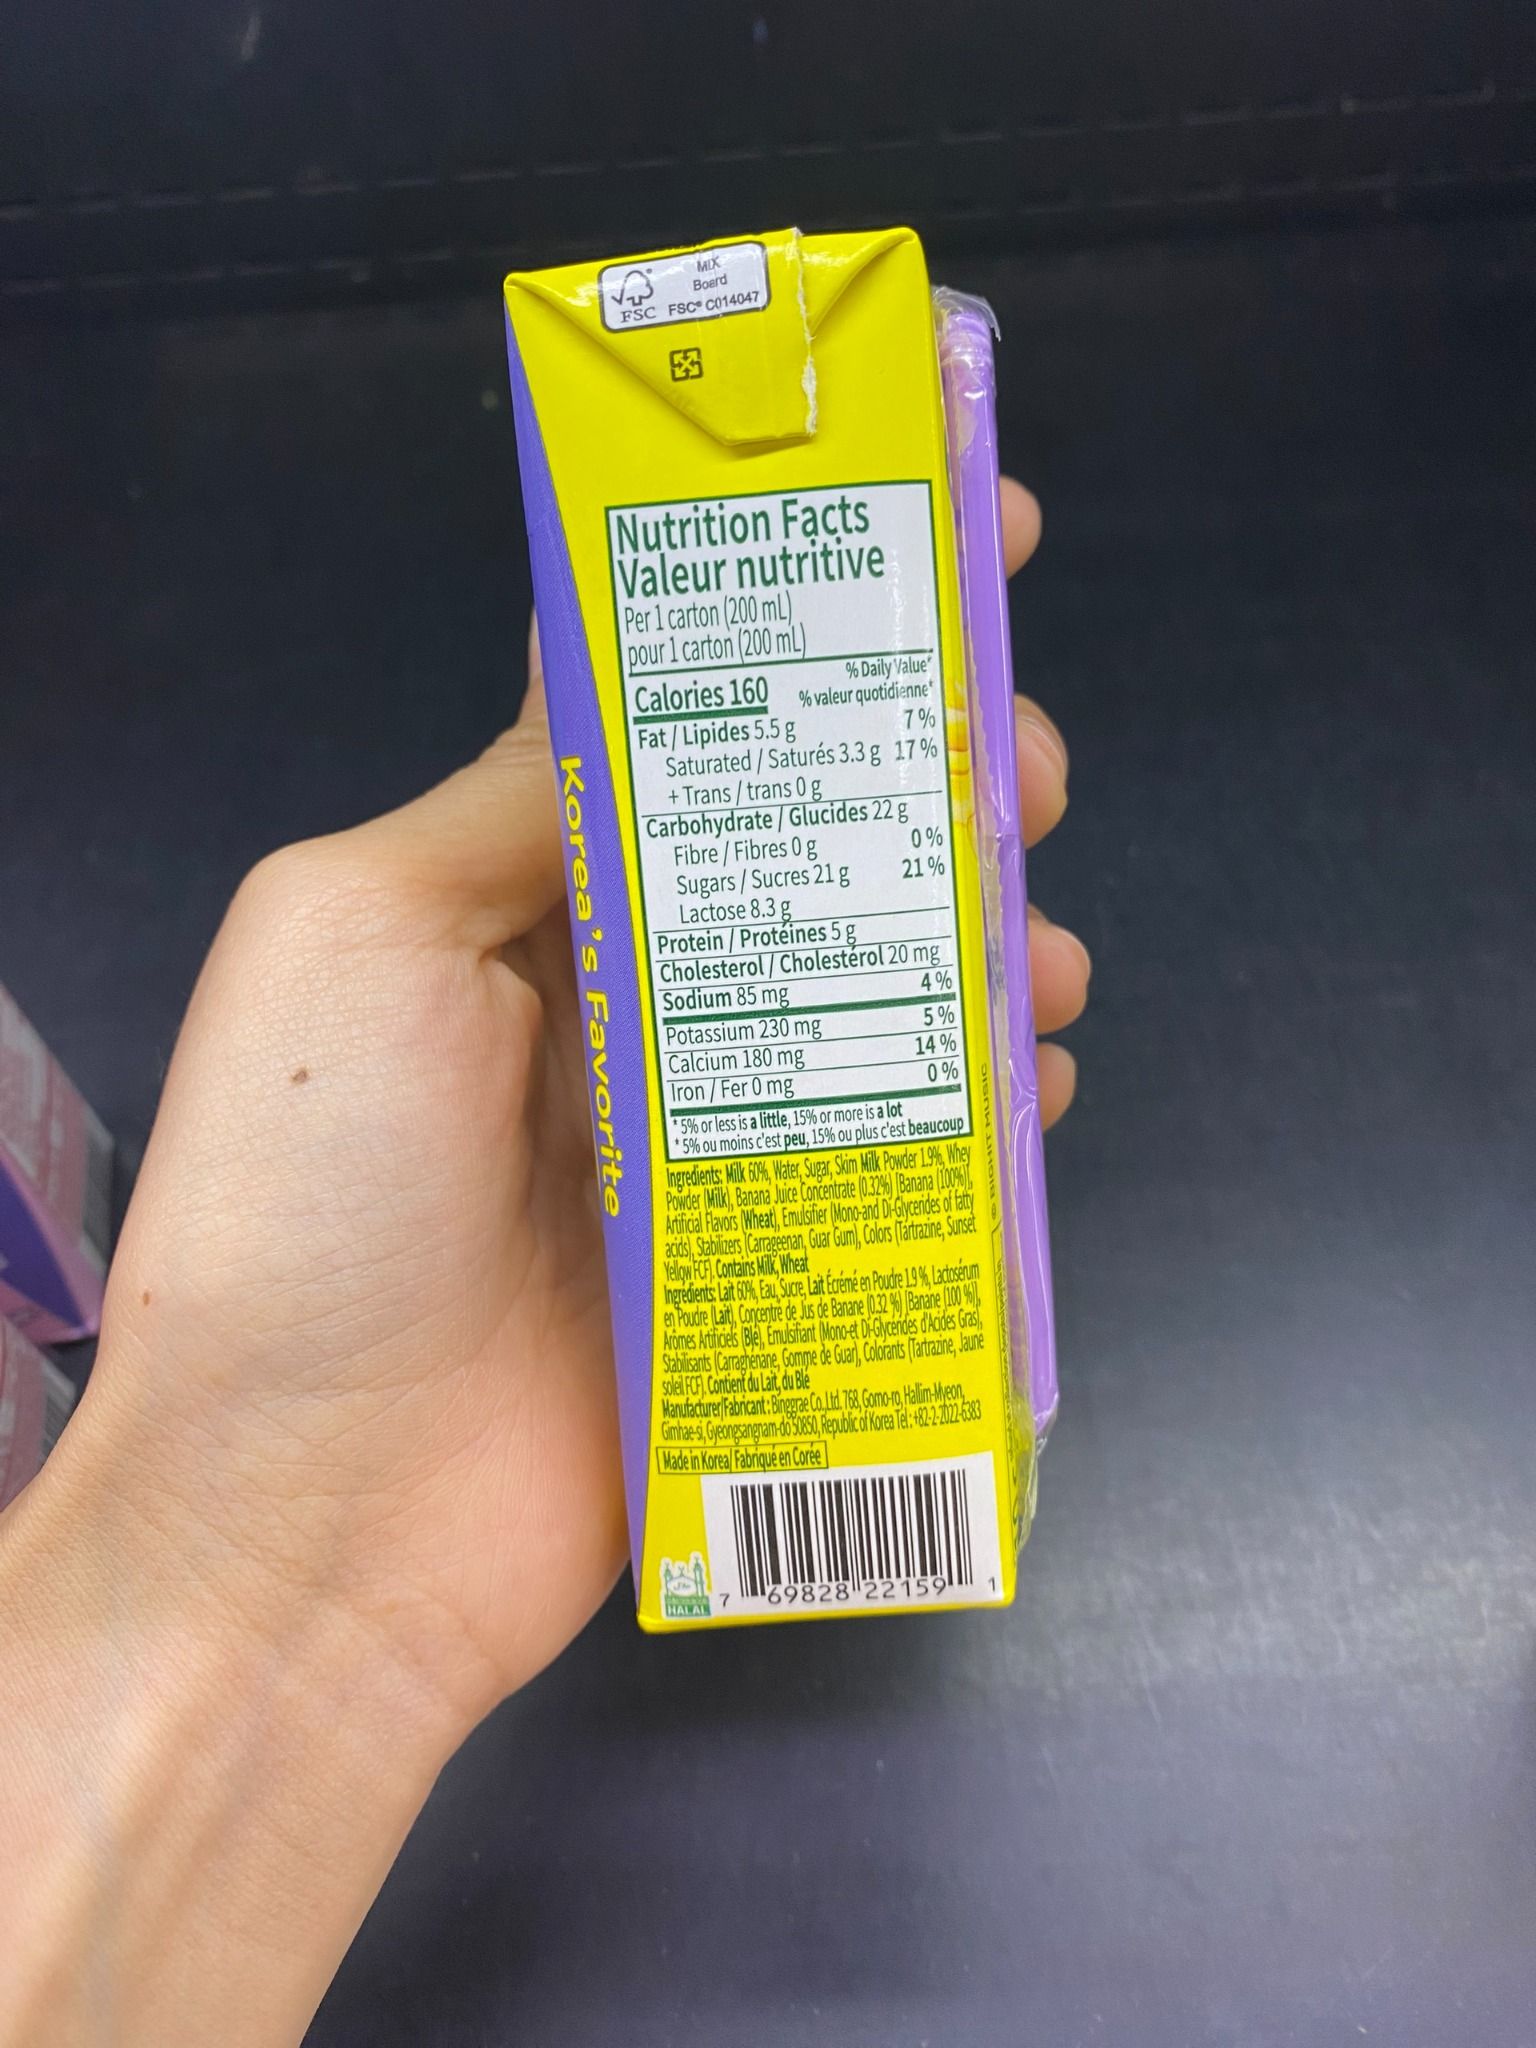 MIX
Board
FSC FSC® C014047
Nutrition Facts
Valeur nutritive
Per 1 carton (200 mL)
pour 1 carton (200 mL)
% Daily Value*
Calories 160 % valeur quotidienne*
Fat / Lipides 5.5 g 7 %
Saturated / Saturés 3.3 g 17 %
+ Trans / trans 0 g
Carbohydrate / Glucides 22 g
Fibre / Fibres 0 g 0 %
Sugars / Sucres 21 g 21 %
Lactose 8.3 g
Protein / Protéines 5 g
Cholesterol / Cholestérol 20 mg
Sodium 85 mg 4 %
Potassium 230 mg 5 %
Calcium 180 mg 14 %
Iron / Fer 0 mg 0 %
* 5% or less is a little, 15% or more is a lot
* 5% ou moins c'est peu, 15% ou plus c'est beaucoup
Ingredients: Milk 60%, Water, Sugar, Skim Milk Powder 1.9%, Whey
Powder (Milk), Banana Juice Concentrate (0.32%) [Banana (100%)],
Artificial Flavors (Wheat), Emulsifier (Mono-and Di-Glycerides of fatty
acids), Stabilizers (Carrageenan, Guar Gum), Colors (Tartrazine, Sunset
Yellow FCF). Contains Milk, Wheat
Ingrédients: Lait 60%, Eau, Sucre, Lait Écrémé en Poudre 1.9 %, Lactosérum
en Poudre (Lait), Concentré de Jus de Banane (0.32 %) [Banane (100 %)],
Arômes Artificiels (Blé), Émulsifiant (Mono-et Di-Glycérides d'Acides Gras),
Stabilisants (Carraghénane, Gomme de Guar), Colorants (Tartrazine, Jaune
soleil FCF). Contient du Lait, du Blé
Manufacturer/Fabricant : Binggrae Co., Ltd. 768, Gomo-ro, Hallim-Myeon,
Gimhae-si, Gyeongsangnam-do 50850, Republic of Korea Tel : +82-2-2022-6383
Made in Korea/ Fabriqué en Corée
7 69828 22159 1
HALAL
Korea's Favorite
BIGHIT MUSIC